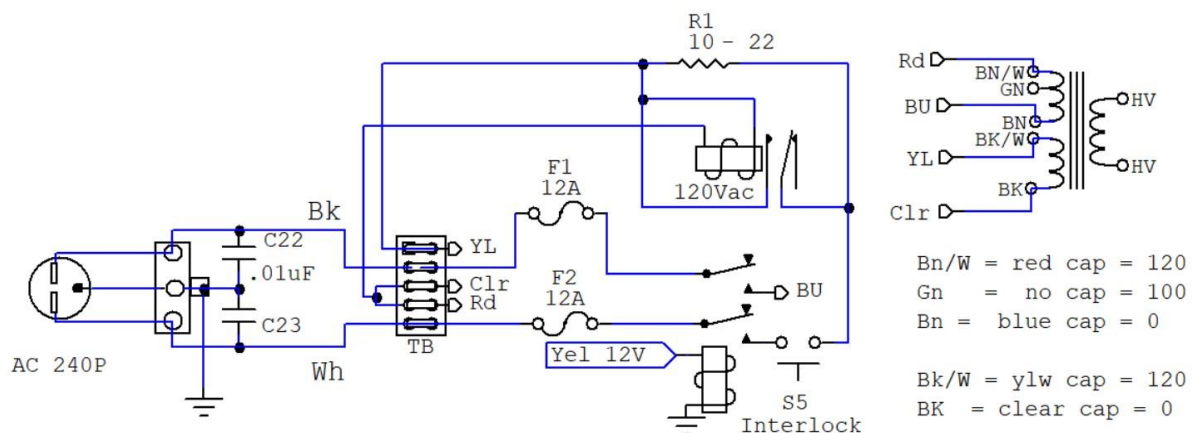 R1
10 - 22
120Vac
F1
12A
Bk
C22
.01uF
C23
Wh
AC 240P
YL
Clr
Rd
TB
F2
12A
Yel 12V
BU
S5
Interlock
Rd
BN/W
GN
BU
BN
BK/W
YL
BK
Clr
HV
HV
Bn/W = red cap = 120
Gn = no cap = 100
Bn = blue cap = 0
Bk/W = ylw cap = 120
BK = clear cap = 0